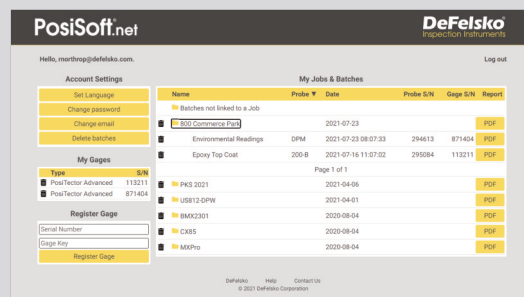 PosiSoft.net
DeFelsko®
Inspection Instruments
Hello, rnorthrop@defelsko.com.
Log out
Account Settings
Set Language
Change password
Change email
Delete batches
My Gages
Type S/N
PosiTector Advanced 113211
PosiTector Advanced 871404
Register Gage
Serial Number
Gage Key
Register Gage
My Jobs & Batches
Name Probe ▼ Date Probe S/N Gage S/N Report
Batches not linked to a Job
800 Commerce Park 2021-07-23 PDF
Environmental Readings DPM 2021-07-23 08:07:33 294613 871404 PDF
Epoxy Top Coat 200-B 2021-07-16 11:07:02 295084 113211 PDF
Page 1 of 1
PKS 2021 2021-04-06 PDF
US812-DPW 2021-04-01 PDF
BMX2301 2020-08-04 PDF
CX85 2020-08-04 PDF
MXPro 2020-08-04 PDF
DeFelsko Help Contact Us
© 2021 DeFelsko Corporation